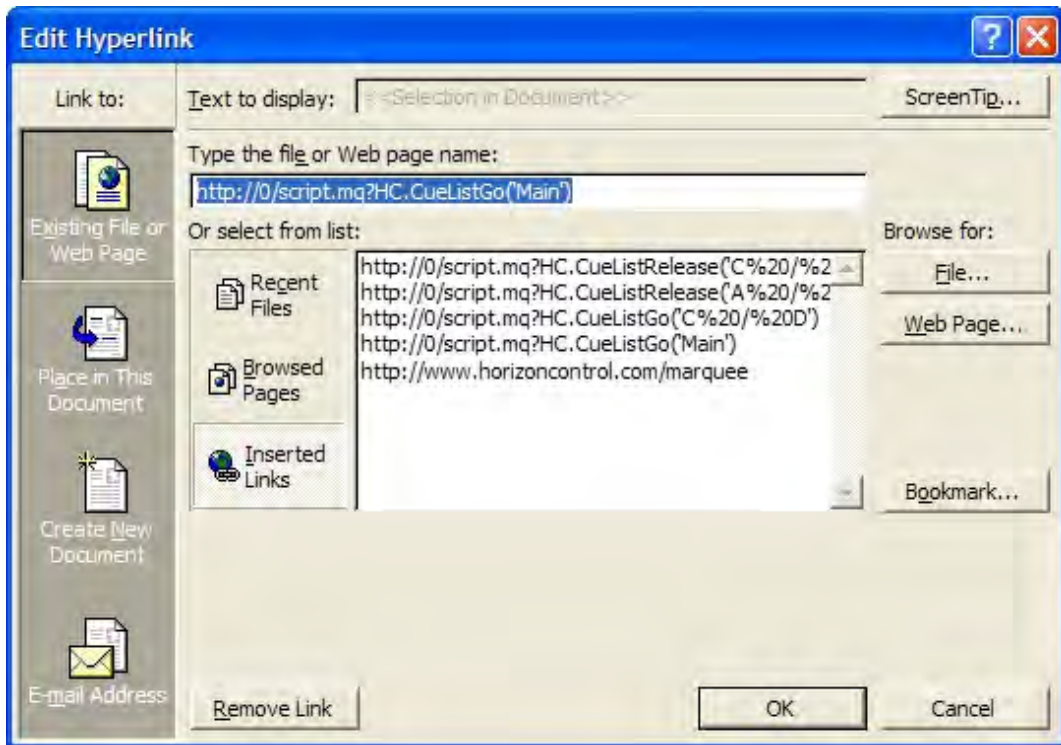 Edit Hyperlink
Link to:
Text to display:
<<Selection in Document>>
ScreenTip...
Existing File or
Web Page
Type the file or Web page name:
http://0/script.mq?HC.CueListGo('Main')
Or select from list:
Browse for:
Recent
Files
Browsed
Pages
Inserted
Links
http://0/script.mq?HC.CueListRelease('C%20/%2
http://0/script.mq?HC.CueListRelease('A%20/%2
http://0/script.mq?HC.CueListGo('C%20/%20D')
http://0/script.mq?HC.CueListGo('Main')
http://www.horizoncontrol.com/marquee
File...
Web Page...
Bookmark...
Place in This
Document
Create New
Document
E-mail Address
Remove Link
OK
Cancel